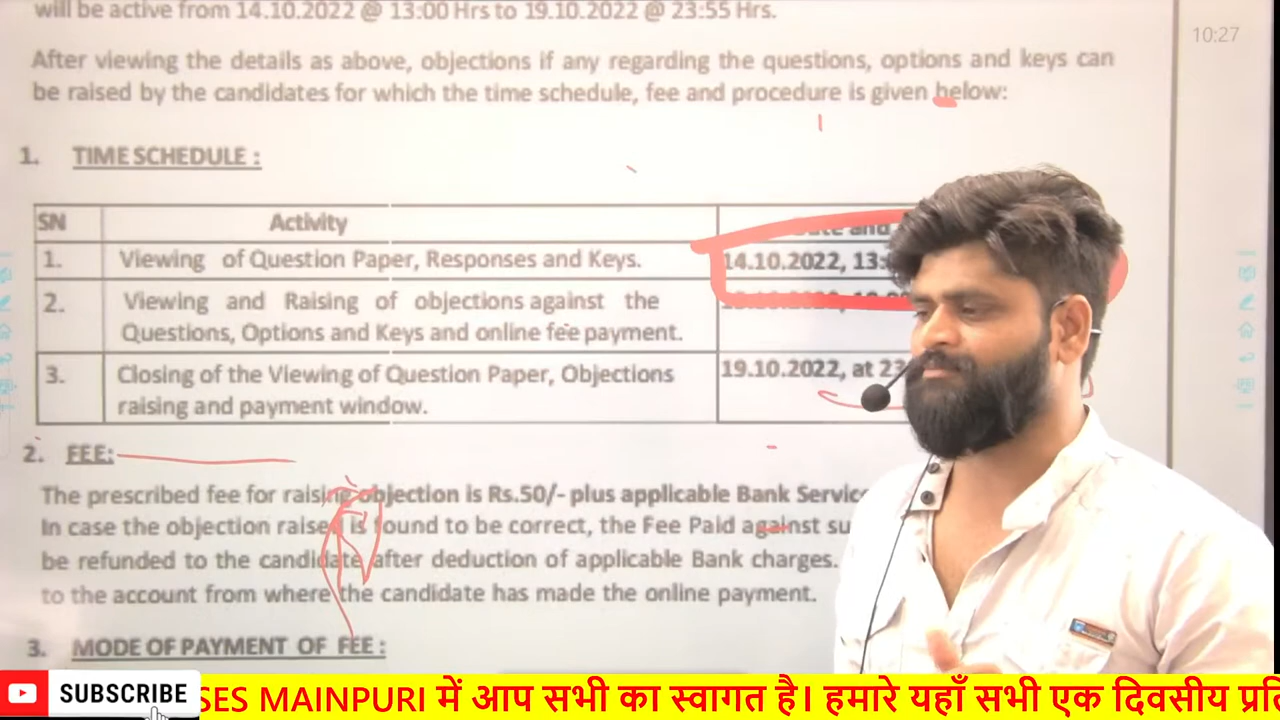 will be active from 14.10.2022 @ 13:00 Hrs to 19.10.2022 @ 23:55 Hrs.
10:27
After viewing the details as above, objections if any regarding the questions, options and keys can
be raised by the candidates for which the time schedule, fee and procedure is given below:
1. TIME SCHEDULE :
SN Activity and
1. Viewing of Question Paper, Responses and Keys. 14.10.2022, 13:
2. Viewing and Raising of objections against the
Questions, Options and Keys and online fee payment.
3. Closing of the Viewing of Question Paper, Objections 19.10.2022, at 23
raising and payment window.
2. FEE:
The prescribed fee for raising objection is Rs.50/- plus applicable Bank Servic
In case the objection raised is found to be correct, the Fee Paid against su
be refunded to the candidate after deduction of applicable Bank charges.
to the account from where the candidate has made the online payment.
3. MODE OF PAYMENT OF FEE :
SUBSCRIBE SES MAINPURI में आप सभी का स्वागत है। हमारे यहाँ सभी एक दिवसीय प्रति